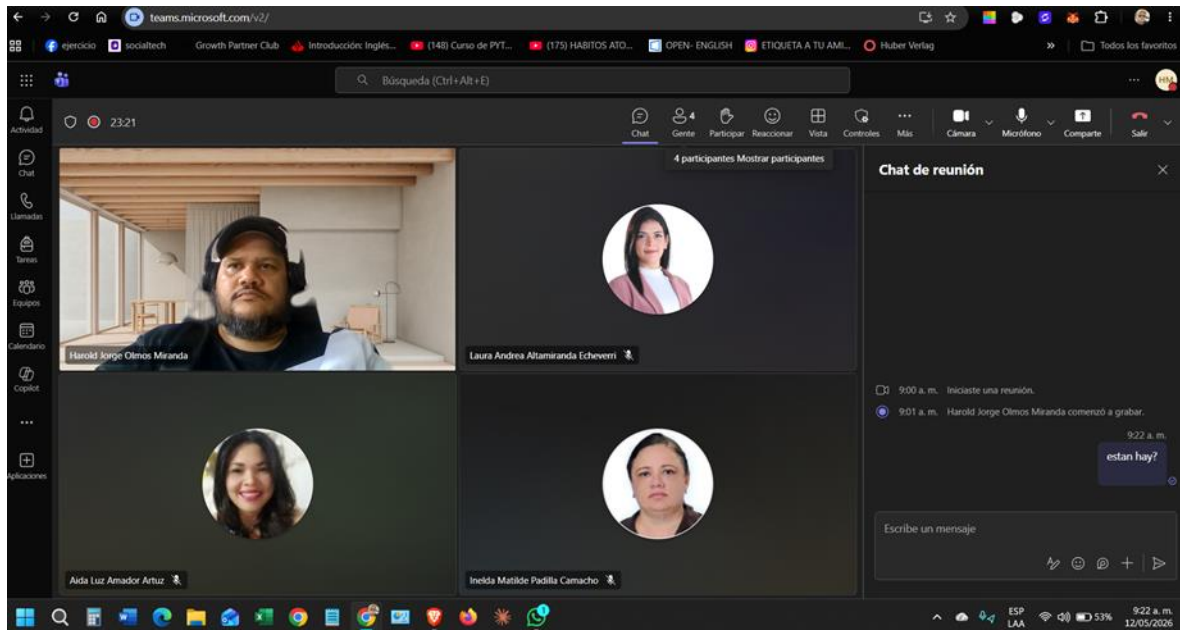 teams.microsoft.com/v2/
ejercicio
socialtech
Growth Partner Club
Introducción: Inglés...
(148) Curso de PYT...
(175) HABITOS ATO...
OPEN- ENGLISH
ETIQUETA A TU AMI...
Huber Verlag
»
Todos los favoritos
Búsqueda (Ctrl+Alt+E)
HM
Actividad
Chat
Llamadas
Tareas
Equipos
Calendario
Copilot
Aplicaciones
23:21
Chat
4
Gente
Participar
Reaccionar
Vista
Controles
Más
Cámara
Micrófono
Comparte
Salir
4 participantes Mostrar participantes
Harold Jorge Olmos Miranda
Laura Andrea Altamiranda Echeverri
Aida Luz Amador Artuz
Inelda Matilde Padilla Camacho
Chat de reunión
9:00 a. m. Iniciaste una reunión.
9:01 a. m. Harold Jorge Olmos Miranda comenzó a grabar.
9:22 a. m.
estan hay?
Escribe un mensaje
ESP
LAA
53%
9:22 a. m.
12/05/2026